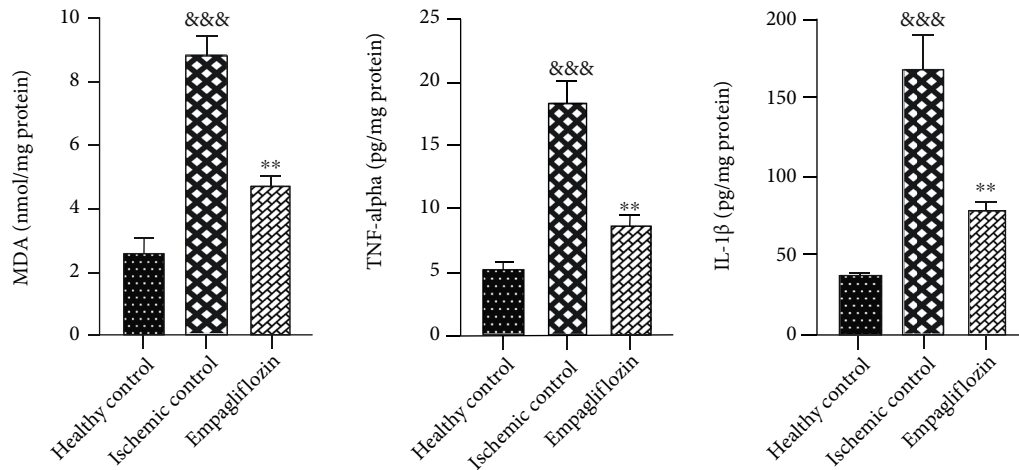 MDA (nmol/mg protein)
10
8
6
4
2
0
&&&
**
Healthy control
Ischemic control
Empagliflozin
TNF-alpha (pg/mg protein)
25
20
15
10
5
0
&&&
**
Healthy control
Ischemic control
Empagliflozin
IL-1β (pg/mg protein)
200
150
100
50
0
&&&
**
Healthy control
Ischemic control
Empagliflozin